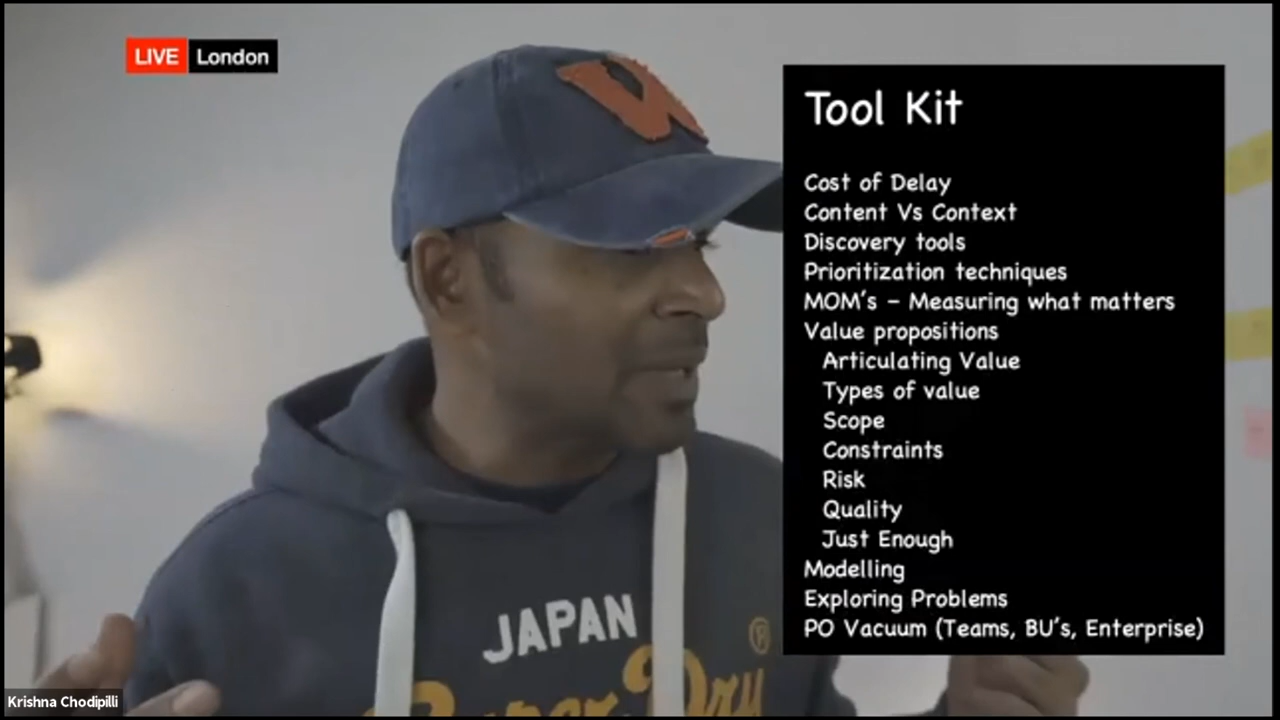 LIVE London
Tool Kit
Cost of Delay
Content Vs Context
Discovery tools
Prioritization techniques
MOM's - Measuring what matters
Value propositions
Articulating Value
Types of value
Scope
Constraints
Risk
Quality
Just Enough
Modelling
Exploring Problems
PO Vacuum (Teams, BU's, Enterprise)
JAPAN
®
Super Dry
Krishna Chodipilli